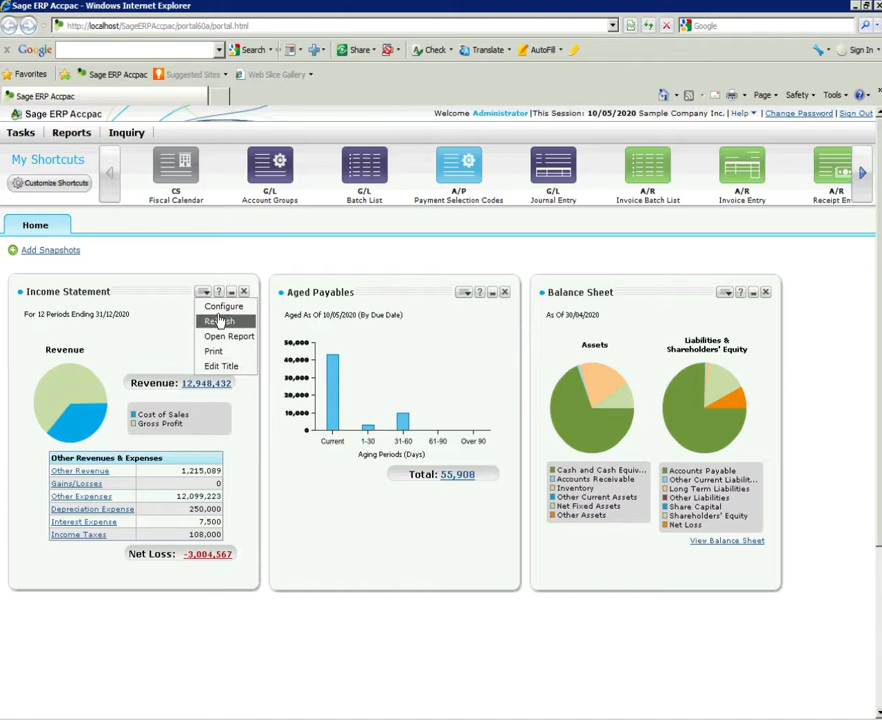 Sage ERP Accpac - Windows Internet Explorer
http://localhost/SageERPAccpac/portal60a/portal.html
Google
x Google Search Share Check Translate AutoFill Sign In
Favorites Sage ERP Accpac Suggested Sites Web Slice Gallery
Sage ERP Accpac
Page Safety Tools
Sage ERP Accpac
Welcome Administrator |This Session: 10/05/2020 Sample Company Inc. |Help | Change Password | Sign Out
Tasks Reports Inquiry
My Shortcuts
Customize Shortcuts
CS
Fiscal Calendar
G/L
Account Groups
G/L
Batch List
A/P
Payment Selection Codes
G/L
Journal Entry
A/R
Invoice Batch List
A/R
Invoice Entry
A/R
Receipt En
Home
Add Snapshots
Income Statement
For 12 Periods Ending 31/12/2020
Configure
Open Report
Print
Edit Title
Revenue
Revenue: 12,948,432
Cost of Sales
Gross Profit
Other Revenues & Expenses
Other Revenue 1,215,089
Gains/Losses 0
Other Expenses 12,099,223
Depreciation Expense 250,000
Interest Expense 7,500
Income Taxes 108,000
Net Loss: -3,004,567
Aged Payables
Aged As Of 10/05/2020 (By Due Date)
50,000
40,000
30,000
20,000
10,000
0
Current 1-30 31-60 61-90 Over 90
Aging Periods (Days)
Total: 55,908
Balance Sheet
As Of 30/04/2020
Assets
Liabilities &
Shareholders' Equity
Cash and Cash Equiv...
Accounts Receivable
Inventory
Other Current Assets
Net Fixed Assets
Other Assets
Accounts Payable
Other Current Liabilit...
Long Term Liabilities
Other Liabilities
Share Capital
Shareholders' Equity
Net Loss
View Balance Sheet